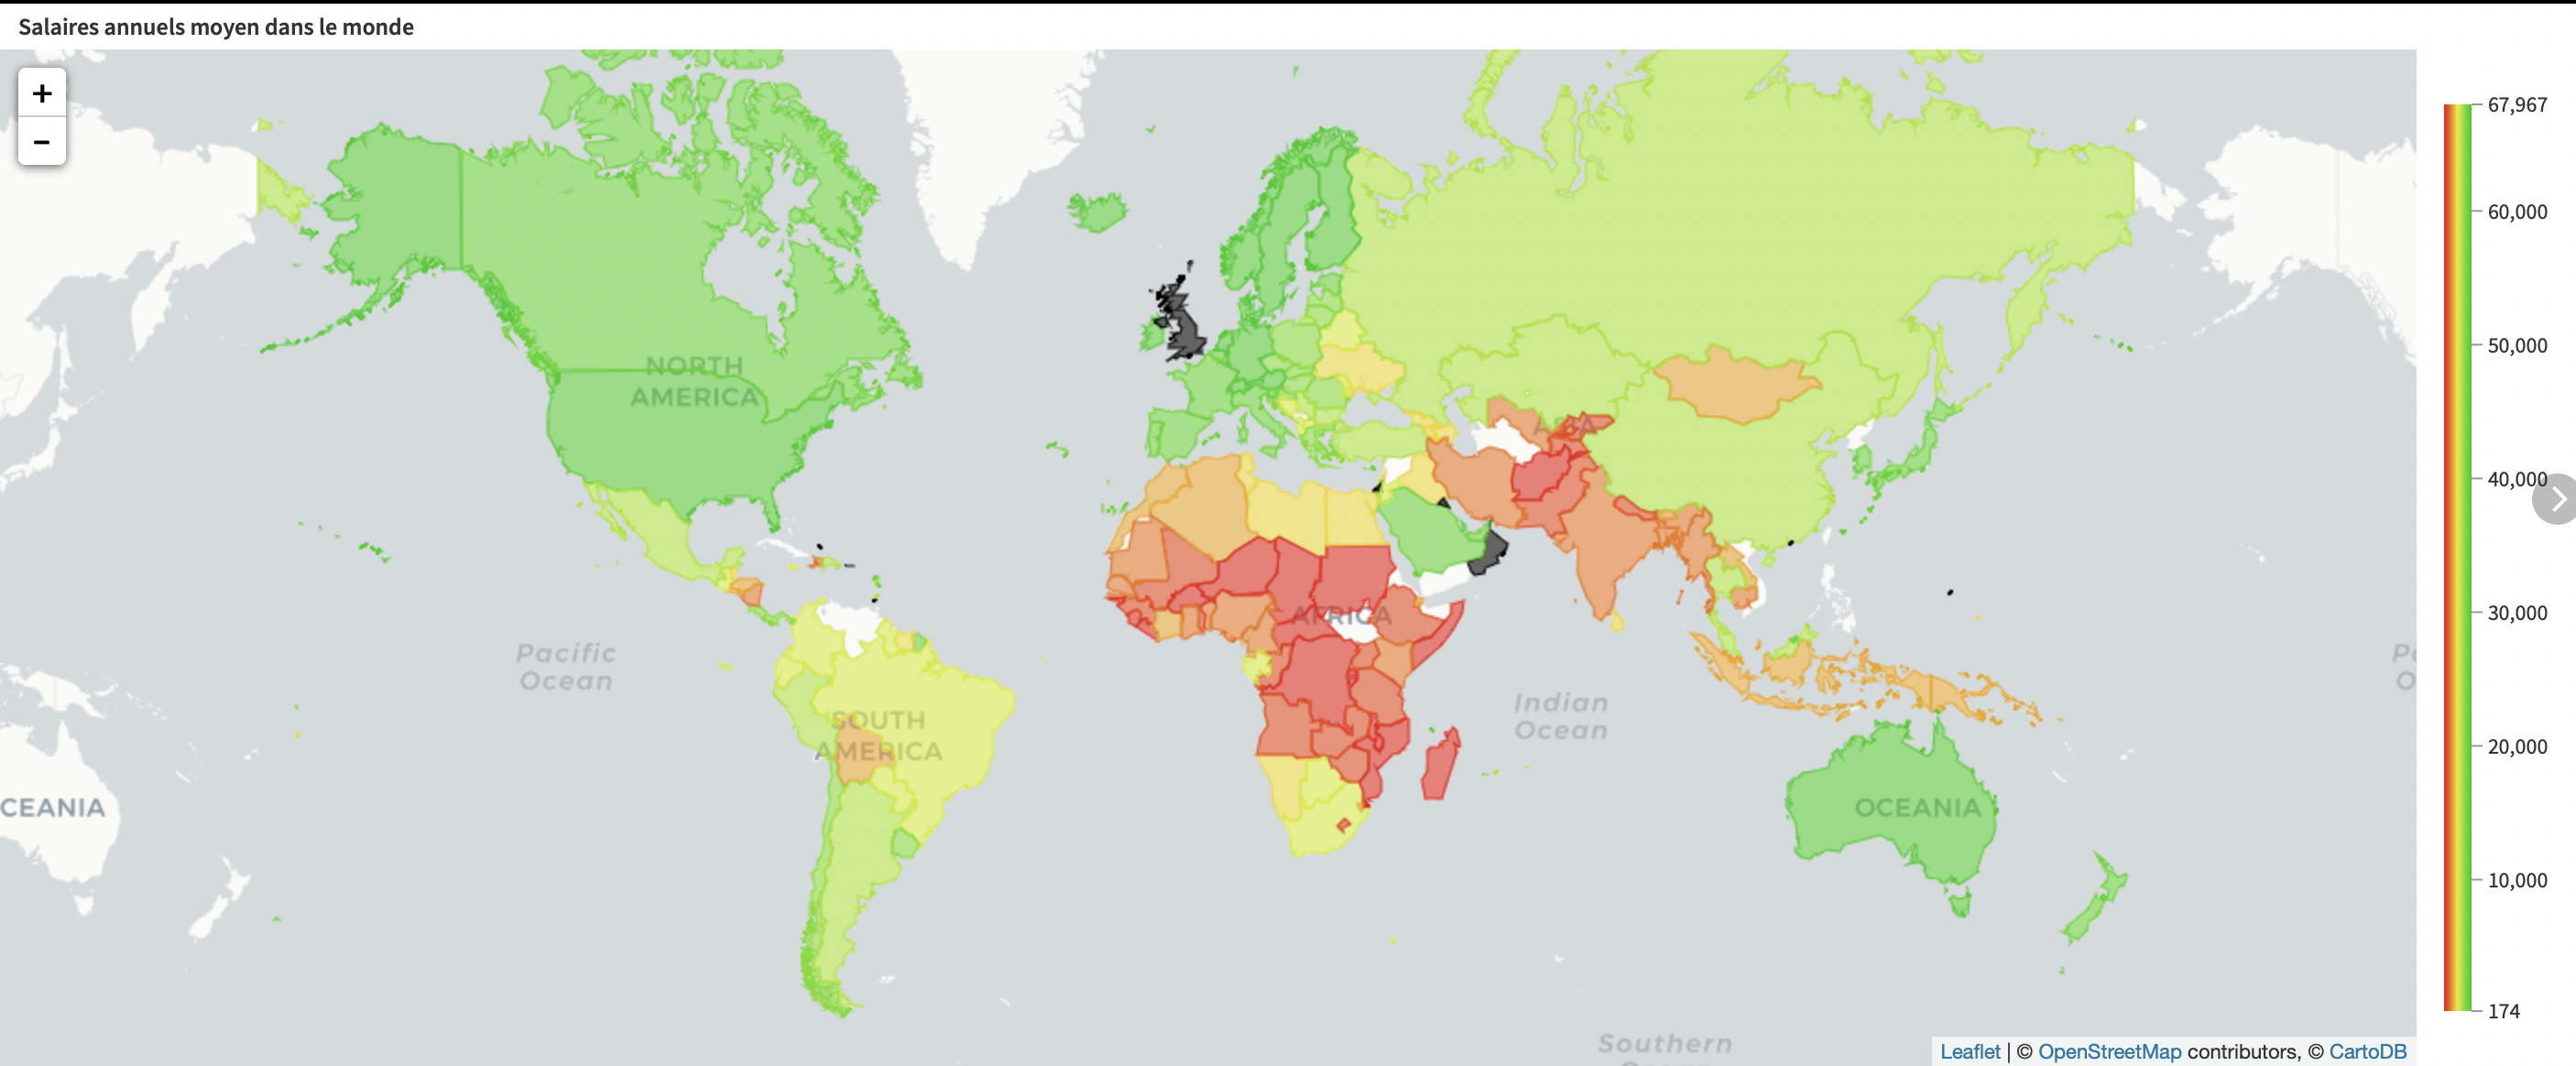 Salaires annuels moyen dans le monde
+
−
67,967
60,000
50,000
40,000
30,000
20,000
10,000
174
NORTH
AMERICA
ASIA
AFRICA
Pacific
Ocean
Indian
Ocean
SOUTH
AMERICA
CEANIA
OCEANIA
Pa
O
Southern
Leaflet | © OpenStreetMap contributors, © CartoDB